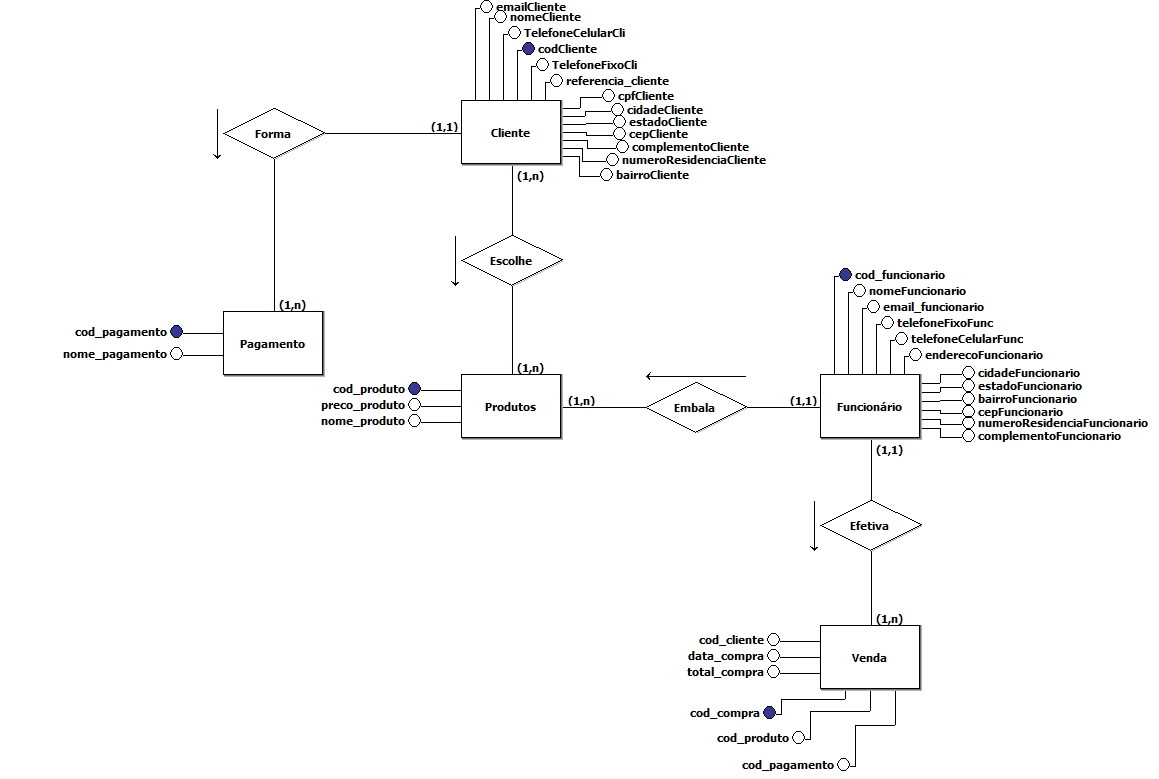 emailCliente
nomeCliente
TelefoneCelularCli
codCliente
TelefoneFixoCli
referencia_cliente
cpfCliente
cidadeCliente
estadoCliente
cepCliente
complementoCliente
numeroResidenciaCliente
bairroCliente
Forma
(1,1)
Cliente
(1,n)
Escolhe
cod_funcionario
nomeFuncionario
email_funcionario
telefoneFixoFunc
telefoneCelularFunc
enderecoFuncionario
(1,n)
cod_pagamento
nome_pagamento
Pagamento
(1,n)
cod_produto
preco_produto
nome_produto
Produtos
(1,n)
Embala
(1,1)
Funcionário
cidadeFuncionario
estadoFuncionario
bairroFuncionario
cepFuncionario
numeroResidenciaFuncionario
complementoFuncionario
(1,1)
Efetiva
(1,n)
cod_cliente
data_compra
total_compra
Venda
cod_compra
cod_produto
cod_pagamento